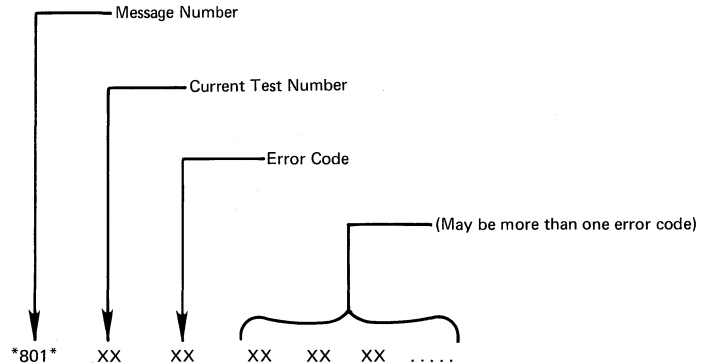 Message Number
Current Test Number
Error Code
(May be more than one error code)
*801* XX XX XX XX XX .....